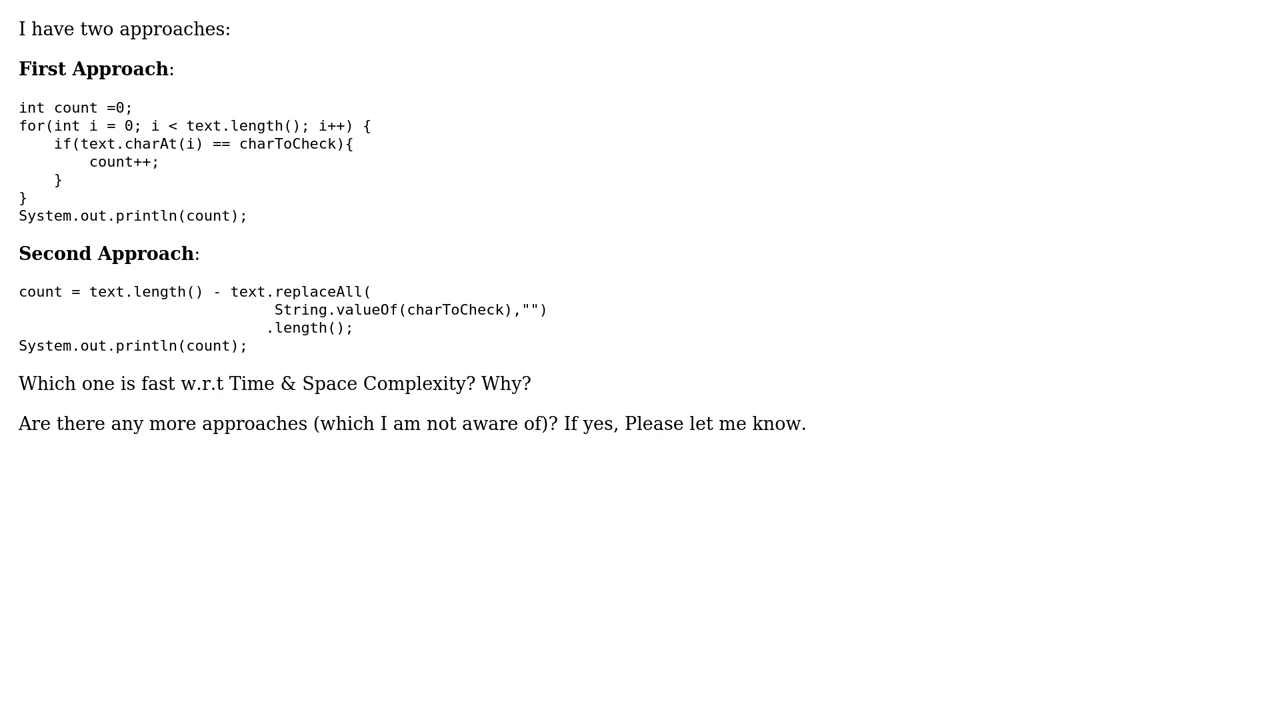 I have two approaches:
First Approach:
int count =0;
for(int i = 0; i < text.length(); i++) {
    if(text.charAt(i) == charToCheck){
        count++;
    }
}
System.out.println(count);
Second Approach:
count = text.length() - text.replaceAll(
                             String.valueOf(charToCheck),"")
                            .length();
System.out.println(count);
Which one is fast w.r.t Time & Space Complexity? Why?
Are there any more approaches (which I am not aware of)? If yes, Please let me know.